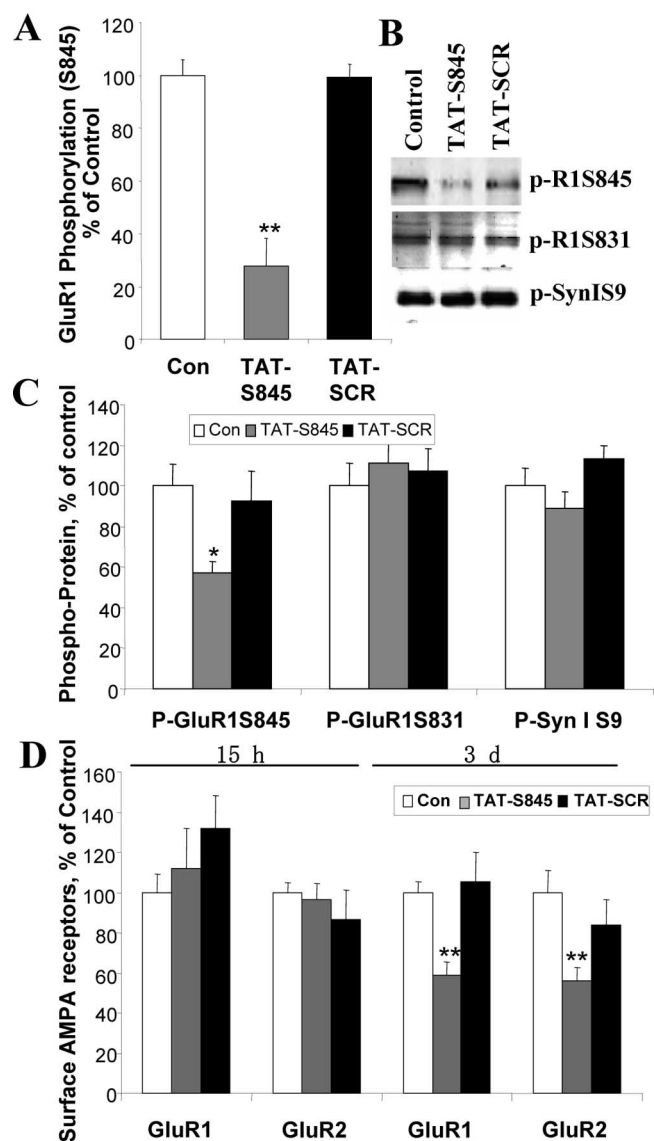 A
GluR1 Phosphorylation (S845)
% of Control
120
100
80
60
40
20
0
**
Con
TAT-
S845
TAT-
SCR
B
Control
TAT-S845
TAT-SCR
p-R1S845
p-R1S831
p-SynIS9
C
Phospho-Protein, % of control
140
120
100
80
60
40
20
0
Con TAT-S845 TAT-SCR
*
P-GluR1S845 P-GluR1S831 P-Syn I S9
D
15 h 3 d
Surface AMPA receptors, % of Control
160
140
120
100
80
60
40
20
0
Con TAT-S845 TAT-SCR
** **
GluR1 GluR2 GluR1 GluR2